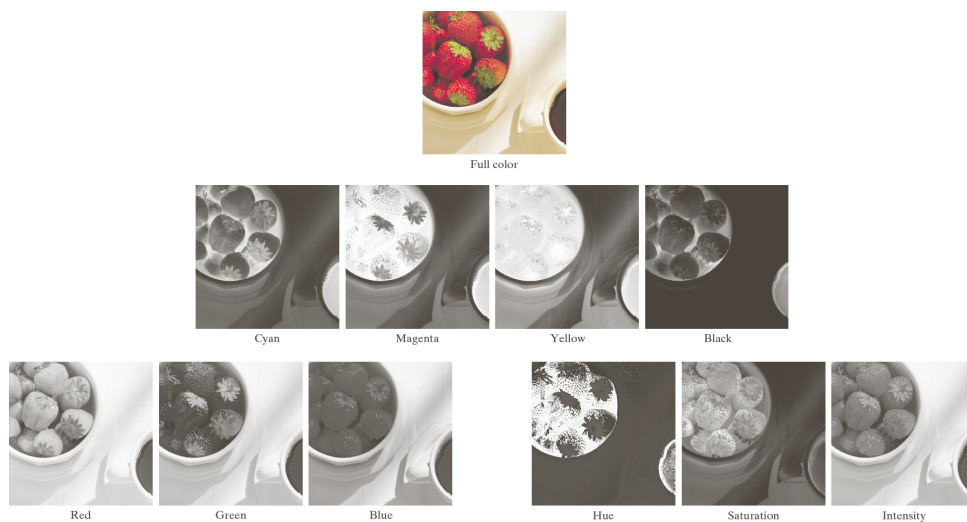 Full color
Cyan
Magenta
Yellow
Black
Red
Green
Blue
Hue
Saturation
Intensity